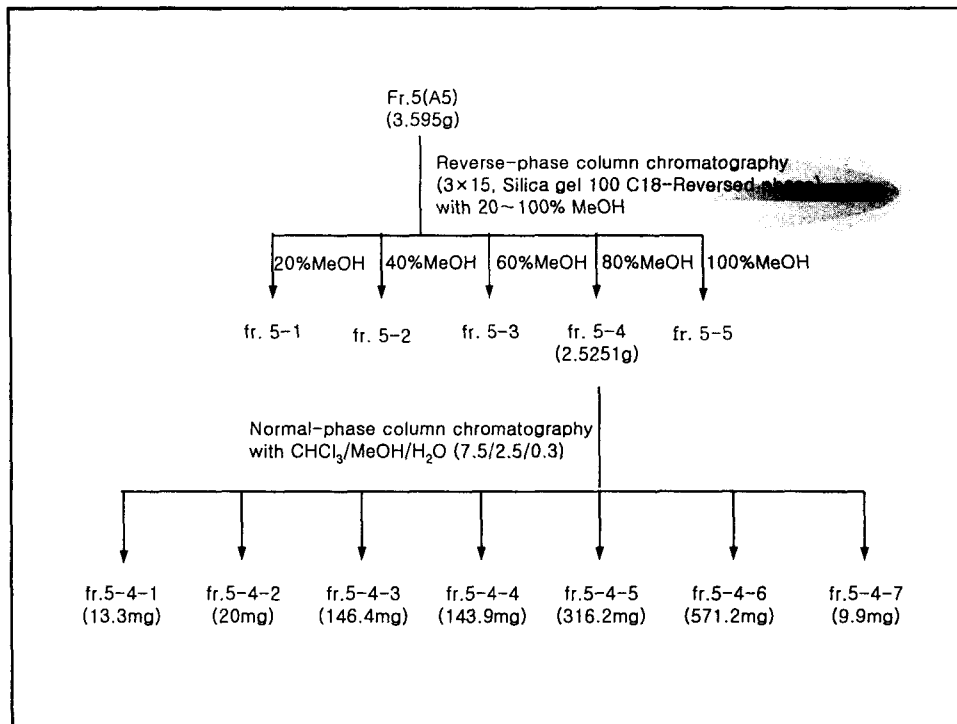 Fr.5(A5)
(3.595g)
Reverse-phase column chromatography
(3×15, Silica gel 100 C18-Reversed phase)
with 20~100% MeOH
20%MeOH 40%MeOH 60%MeOH 80%MeOH 100%MeOH
fr. 5-1 fr. 5-2 fr. 5-3 fr. 5-4 fr. 5-5
(2.5251g)
Normal-phase column chromatography
with CHCl₃/MeOH/H₂O (7.5/2.5/0.3)
fr.5-4-1 fr.5-4-2 fr.5-4-3 fr.5-4-4 fr.5-4-5 fr.5-4-6 fr.5-4-7
(13.3mg) (20mg) (146.4mg) (143.9mg) (316.2mg) (571.2mg) (9.9mg)